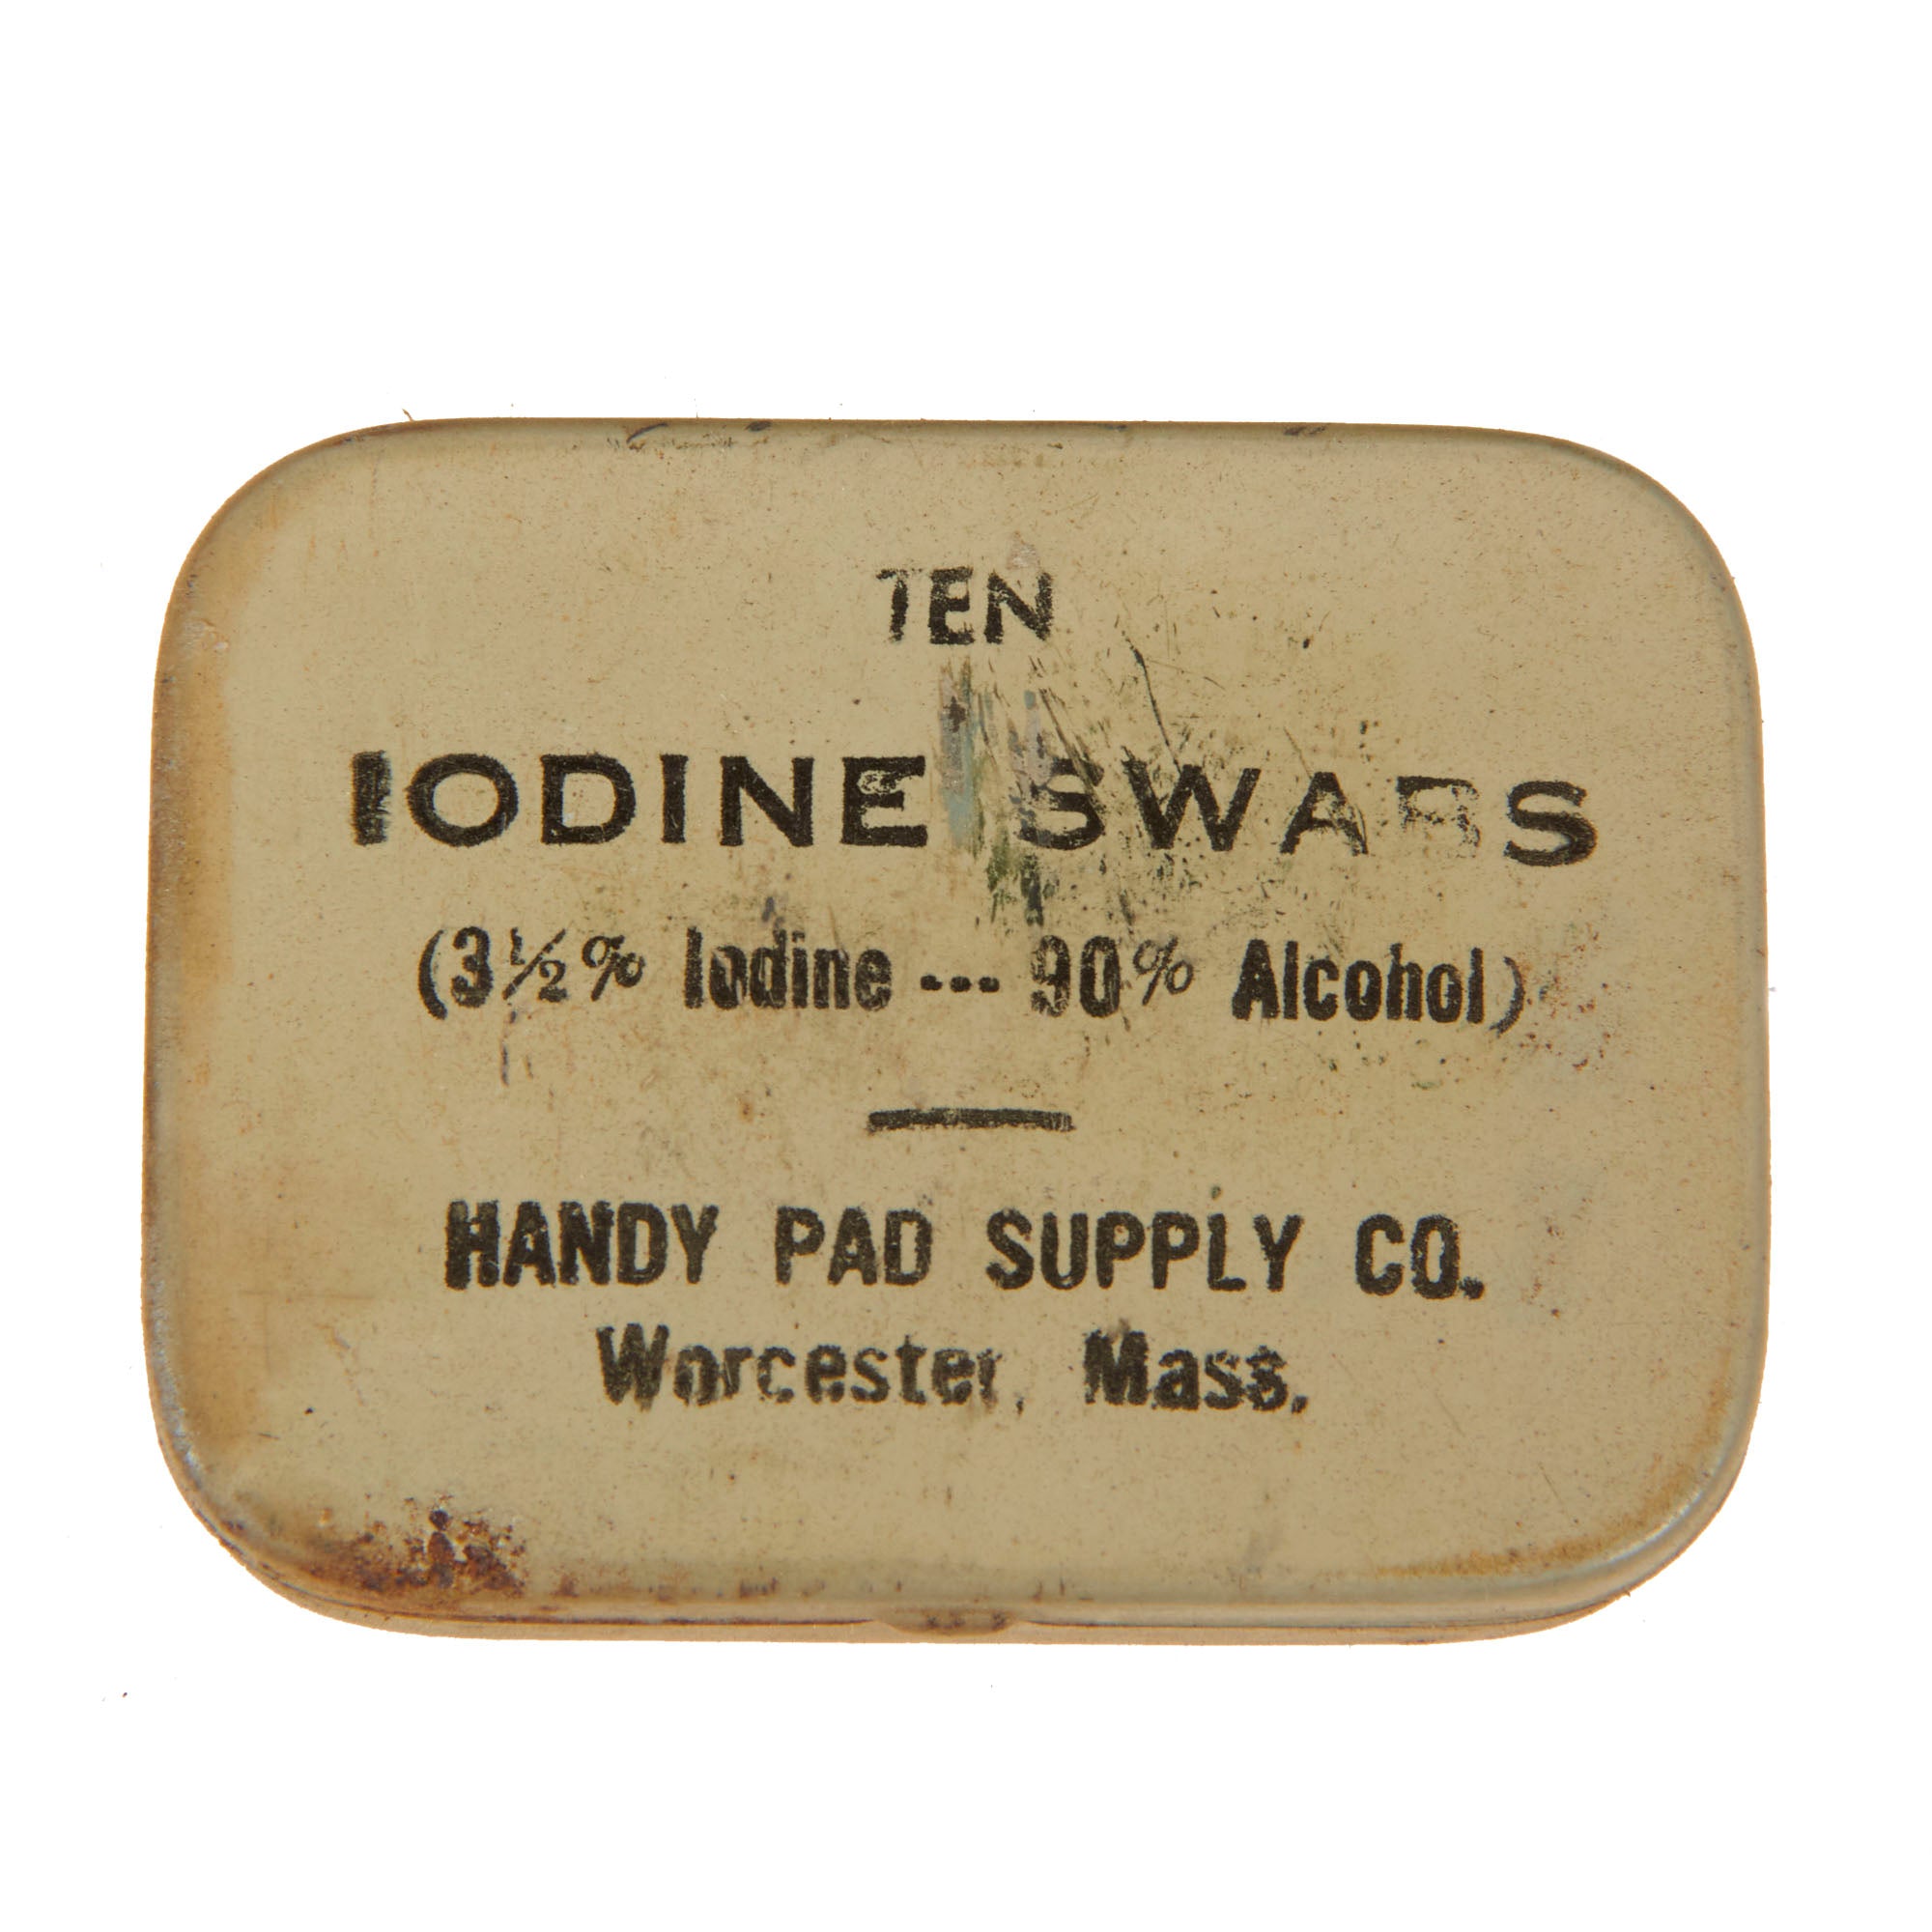 TEN
IODINE SWABS
(3½% Iodine --- 90% Alcohol)
HANDY PAD SUPPLY CO.
Worcester, Mass.